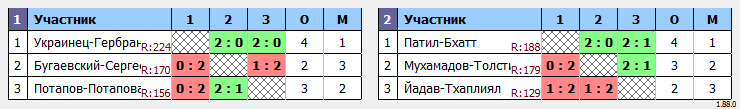 1 Участник 1 2 3 О М
1 Украинец-Гербран R:224 2 : 0 2 : 0 4 1
2 Бугаевский-Серге R:170 0 : 2 1 : 2 2 3
3 Потапов-Потапова R:156 0 : 2 2 : 1 3 2
2 Участник 1 2 3 О М
1 Патил-Бхатт R:188 2 : 0 2 : 1 4 1
2 Мухамадов-Толсти R:179 0 : 2 2 : 1 3 2
3 Йадав-Тхаплиял R:129 1 : 2 1 : 2 2 3
1.88.0